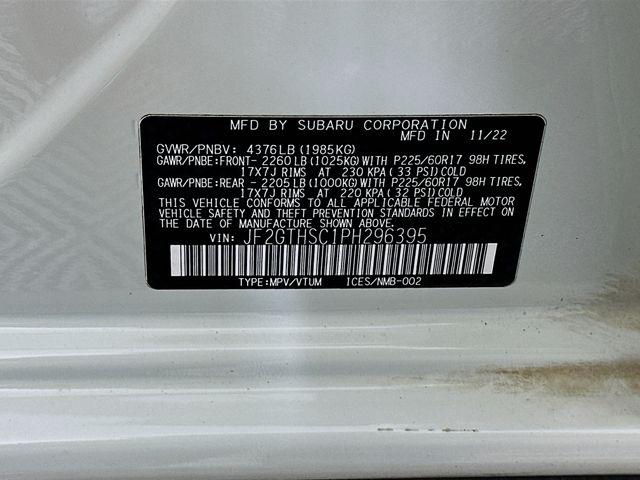 MFD BY SUBARU CORPORATION
MFD IN 11/22
GVWR/PNBV: 4376LB(1985KG)
GAWR/PNBE:FRONT- 2260LB(1025KG)WITH P225/60R17 98H TIRES,
17X7J RIMS AT 230 KPA(33 PSI)COLD
GAWR/PNBE:REAR - 2205LB(1000KG)WITH P225/60R17 98H TIRES,
17X7J RIMS AT 220 KPA(32 PSI)COLD
THIS VEHICLE CONFORMS TO ALL APPLICABLE FEDERAL MOTOR
VEHICLE SAFETY AND THEFT PREVENTION STANDARDS IN EFFECT ON THE
DATE OF MANUFACTURE SHOWN ABOVE.
VIN: JF2GTHSC1PH296395
TYPE:MPV/VTUM ICES/NMB-002